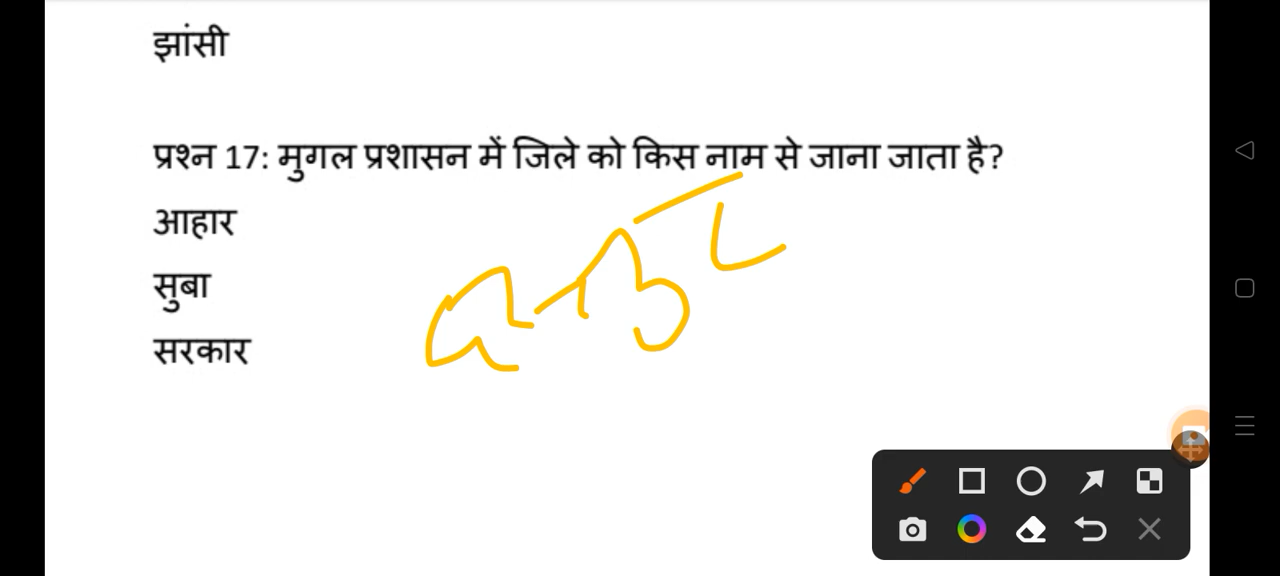 झांसी
प्रश्न 17: मुगल प्रशासन में जिले को किस नाम से जाना जाता है?
आहार
सुबा
सरकार